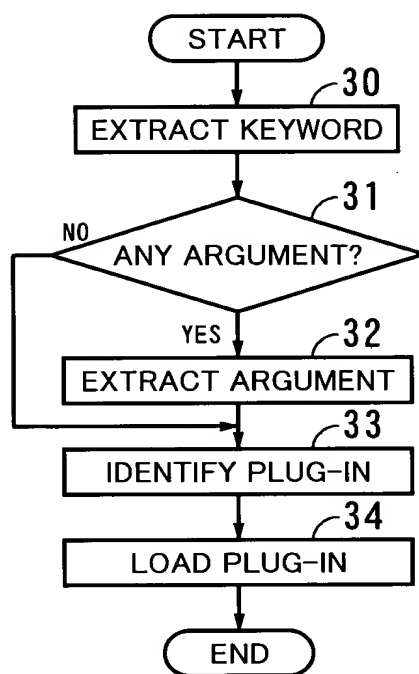 START
30
EXTRACT KEYWORD
31
NO
ANY ARGUMENT?
YES
32
EXTRACT ARGUMENT
33
IDENTIFY PLUG-IN
34
LOAD PLUG-IN
END